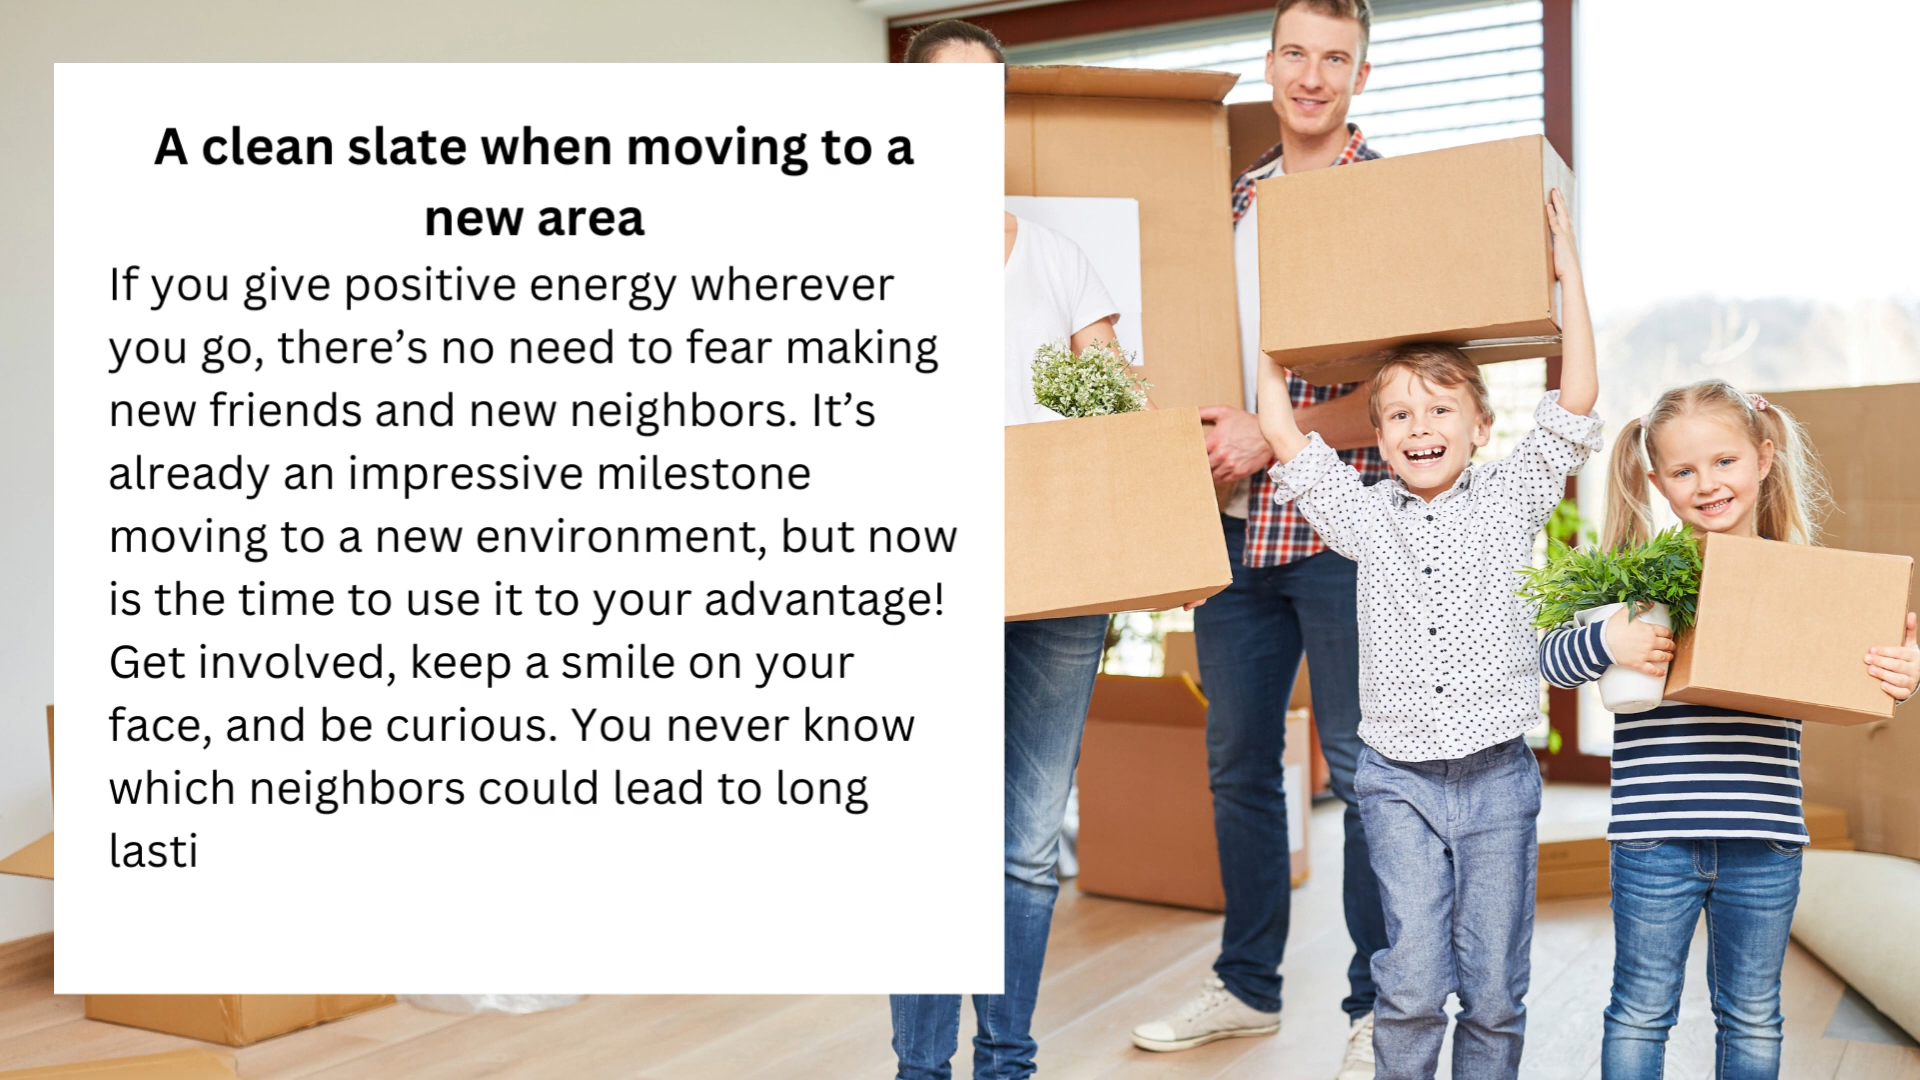 A clean slate when moving to a
new area
If you give positive energy wherever
you go, there’s no need to fear making
new friends and new neighbors. It’s
already an impressive milestone
moving to a new environment, but now
is the time to use it to your advantage!
Get involved, keep a smile on your
face, and be curious. You never know
which neighbors could lead to long
lasti